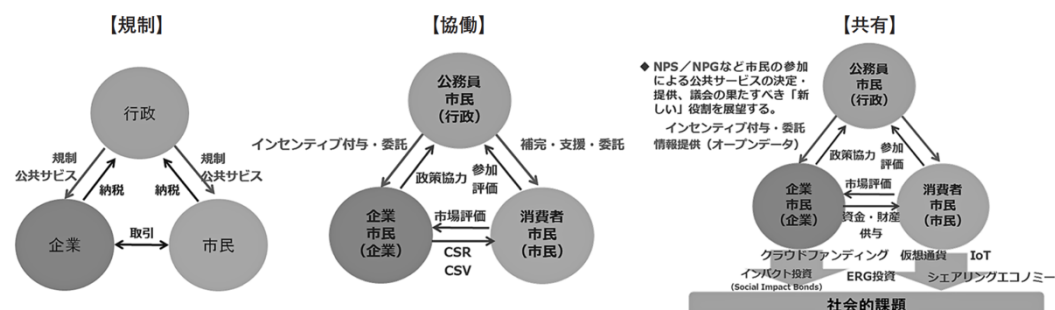 【規制】
行政
規制
公共サービス
納税
納税
規制
公共サービス
企業
取引
市民
【協働】
公務員
市民
（行政）
インセンティブ付与・委託
補完・支援・委託
政策協力
参加
評価
企業
市民
（企業）
市場評価
CSR
CSV
消費者
市民
（市民）
【共有】
◆ NPS／NPGなど市民の参加
による公共サービスの決定・
提供、議会の果たすべき「新
しい」役割を展望する。
公務員
市民
（行政）
インセンティブ付与・委託
情報提供（オープンデータ）
政策協力
参加
評価
企業
市民
（企業）
市場評価
資金・財産
供与
消費者
市民
（市民）
クラウドファンディング 仮想通貨 IoT
インパクト投資
(Social Impact Bonds)
ERG投資
シェアリングエコノミー
社会的課題